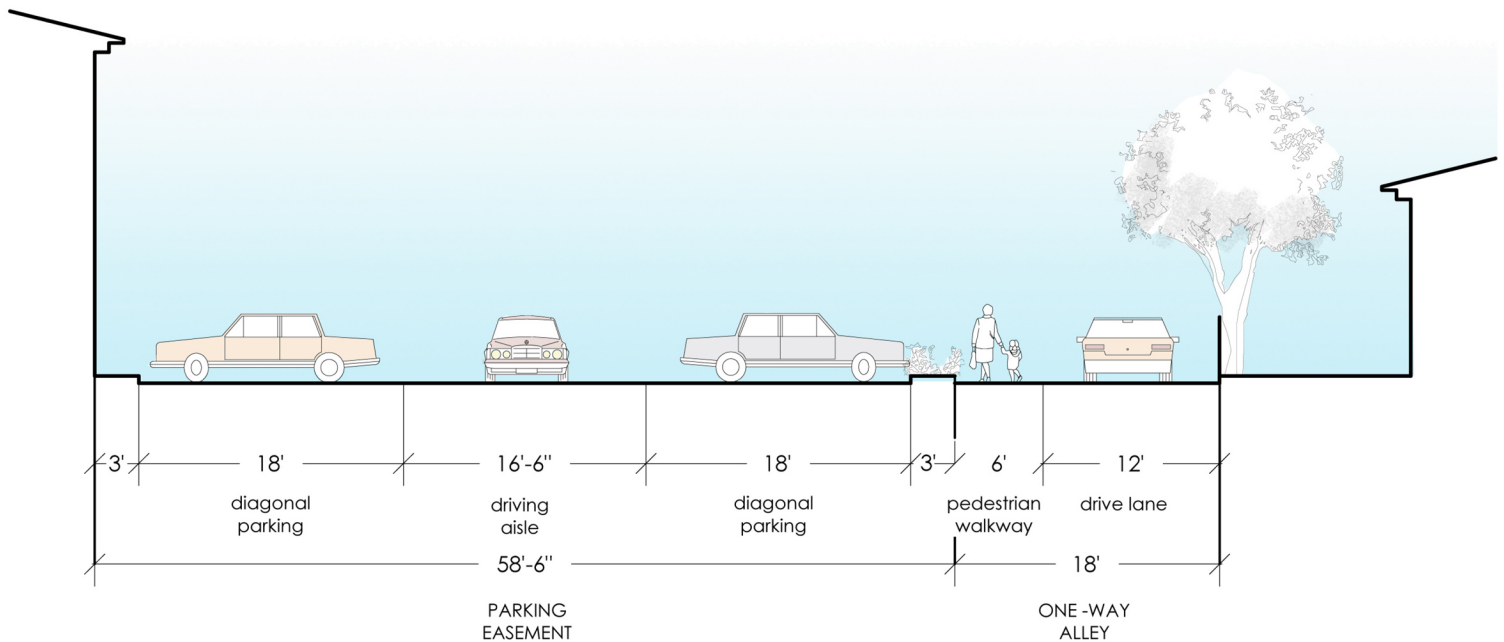 3' 18' 16'-6" 18' 3' 6' 12'
diagonal
parking
driving
aisle
diagonal
parking
pedestrian
walkway
drive lane
58'-6" 18'
PARKING
EASEMENT
ONE -WAY
ALLEY